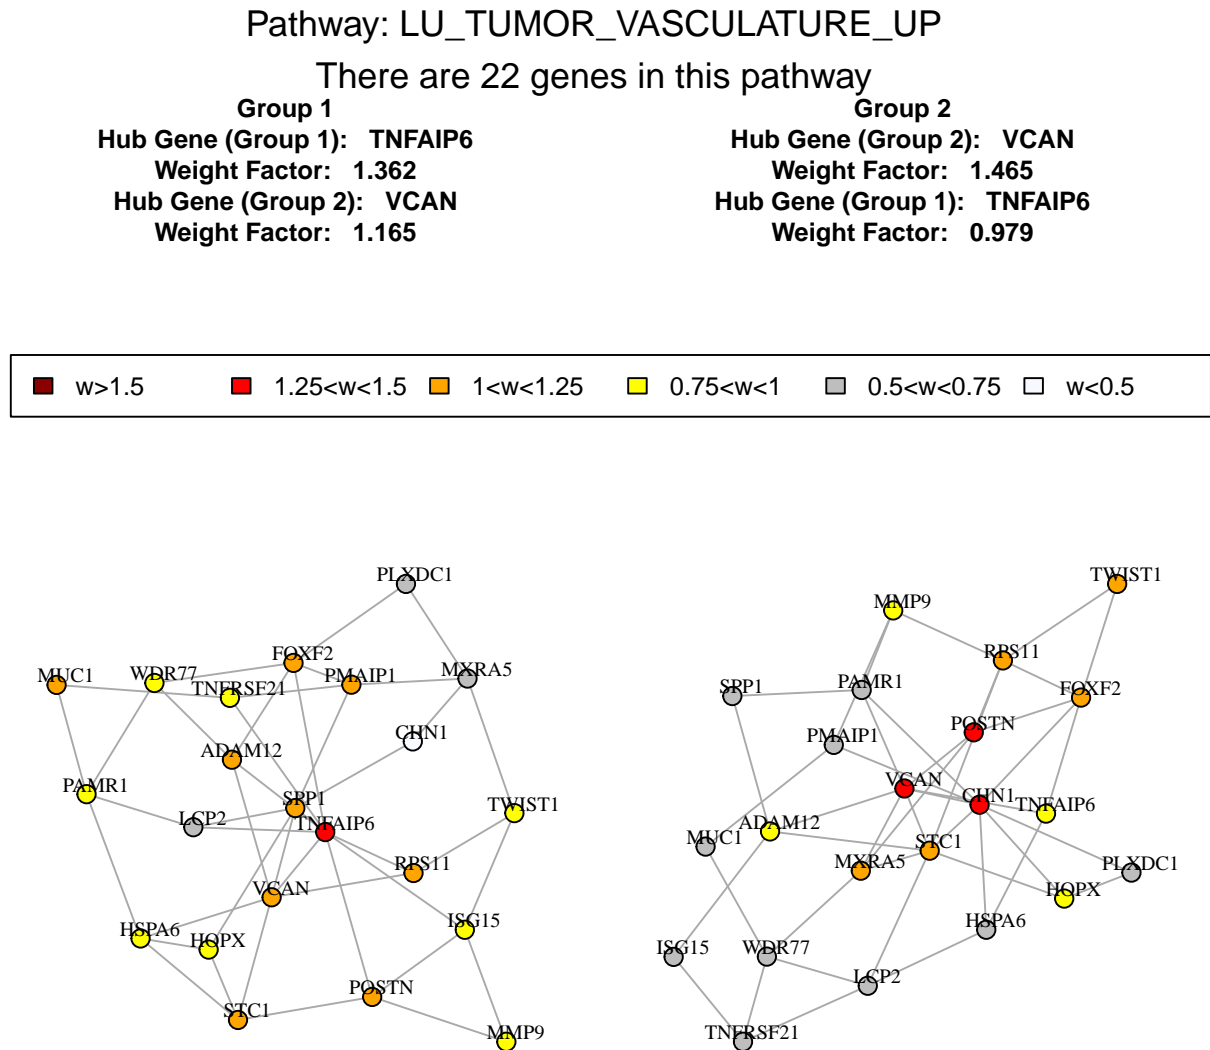 Pathway: LU_TUMOR_VASCULATURE_UP
There are 22 genes in this pathway
Group 1
Hub Gene (Group 1): TNFAIP6
Weight Factor: 1.362
Hub Gene (Group 2): VCAN
Weight Factor: 1.165
Group 2
Hub Gene (Group 2): VCAN
Weight Factor: 1.465
Hub Gene (Group 1): TNFAIP6
Weight Factor: 0.979
w>1.5 1.25<w<1.5 1<w<1.25 0.75<w<1 0.5<w<0.75 w<0.5
PLXDC1
FOXF2
MUC1
WDR77
TNFRSF21
PMAIP1
MXRA5
CHN1
ADAM12
PAMR1
SPP1
TWIST1
LCP2
TNFAIP6
RPS11
VCAN
ISG15
HSPA6
HOPX
POSTN
STC1
MMP9
TWIST1
MMP9
RPS11
SPP1
PAMR1
FOXF2
POSTN
PMAIP1
VCAN
CHN1
TNFAIP6
ADAM12
MUC1
STC1
MXRA5
PLXDC1
HOPX
HSPA6
ISG15
WDR77
LCP2
TNFRSF21